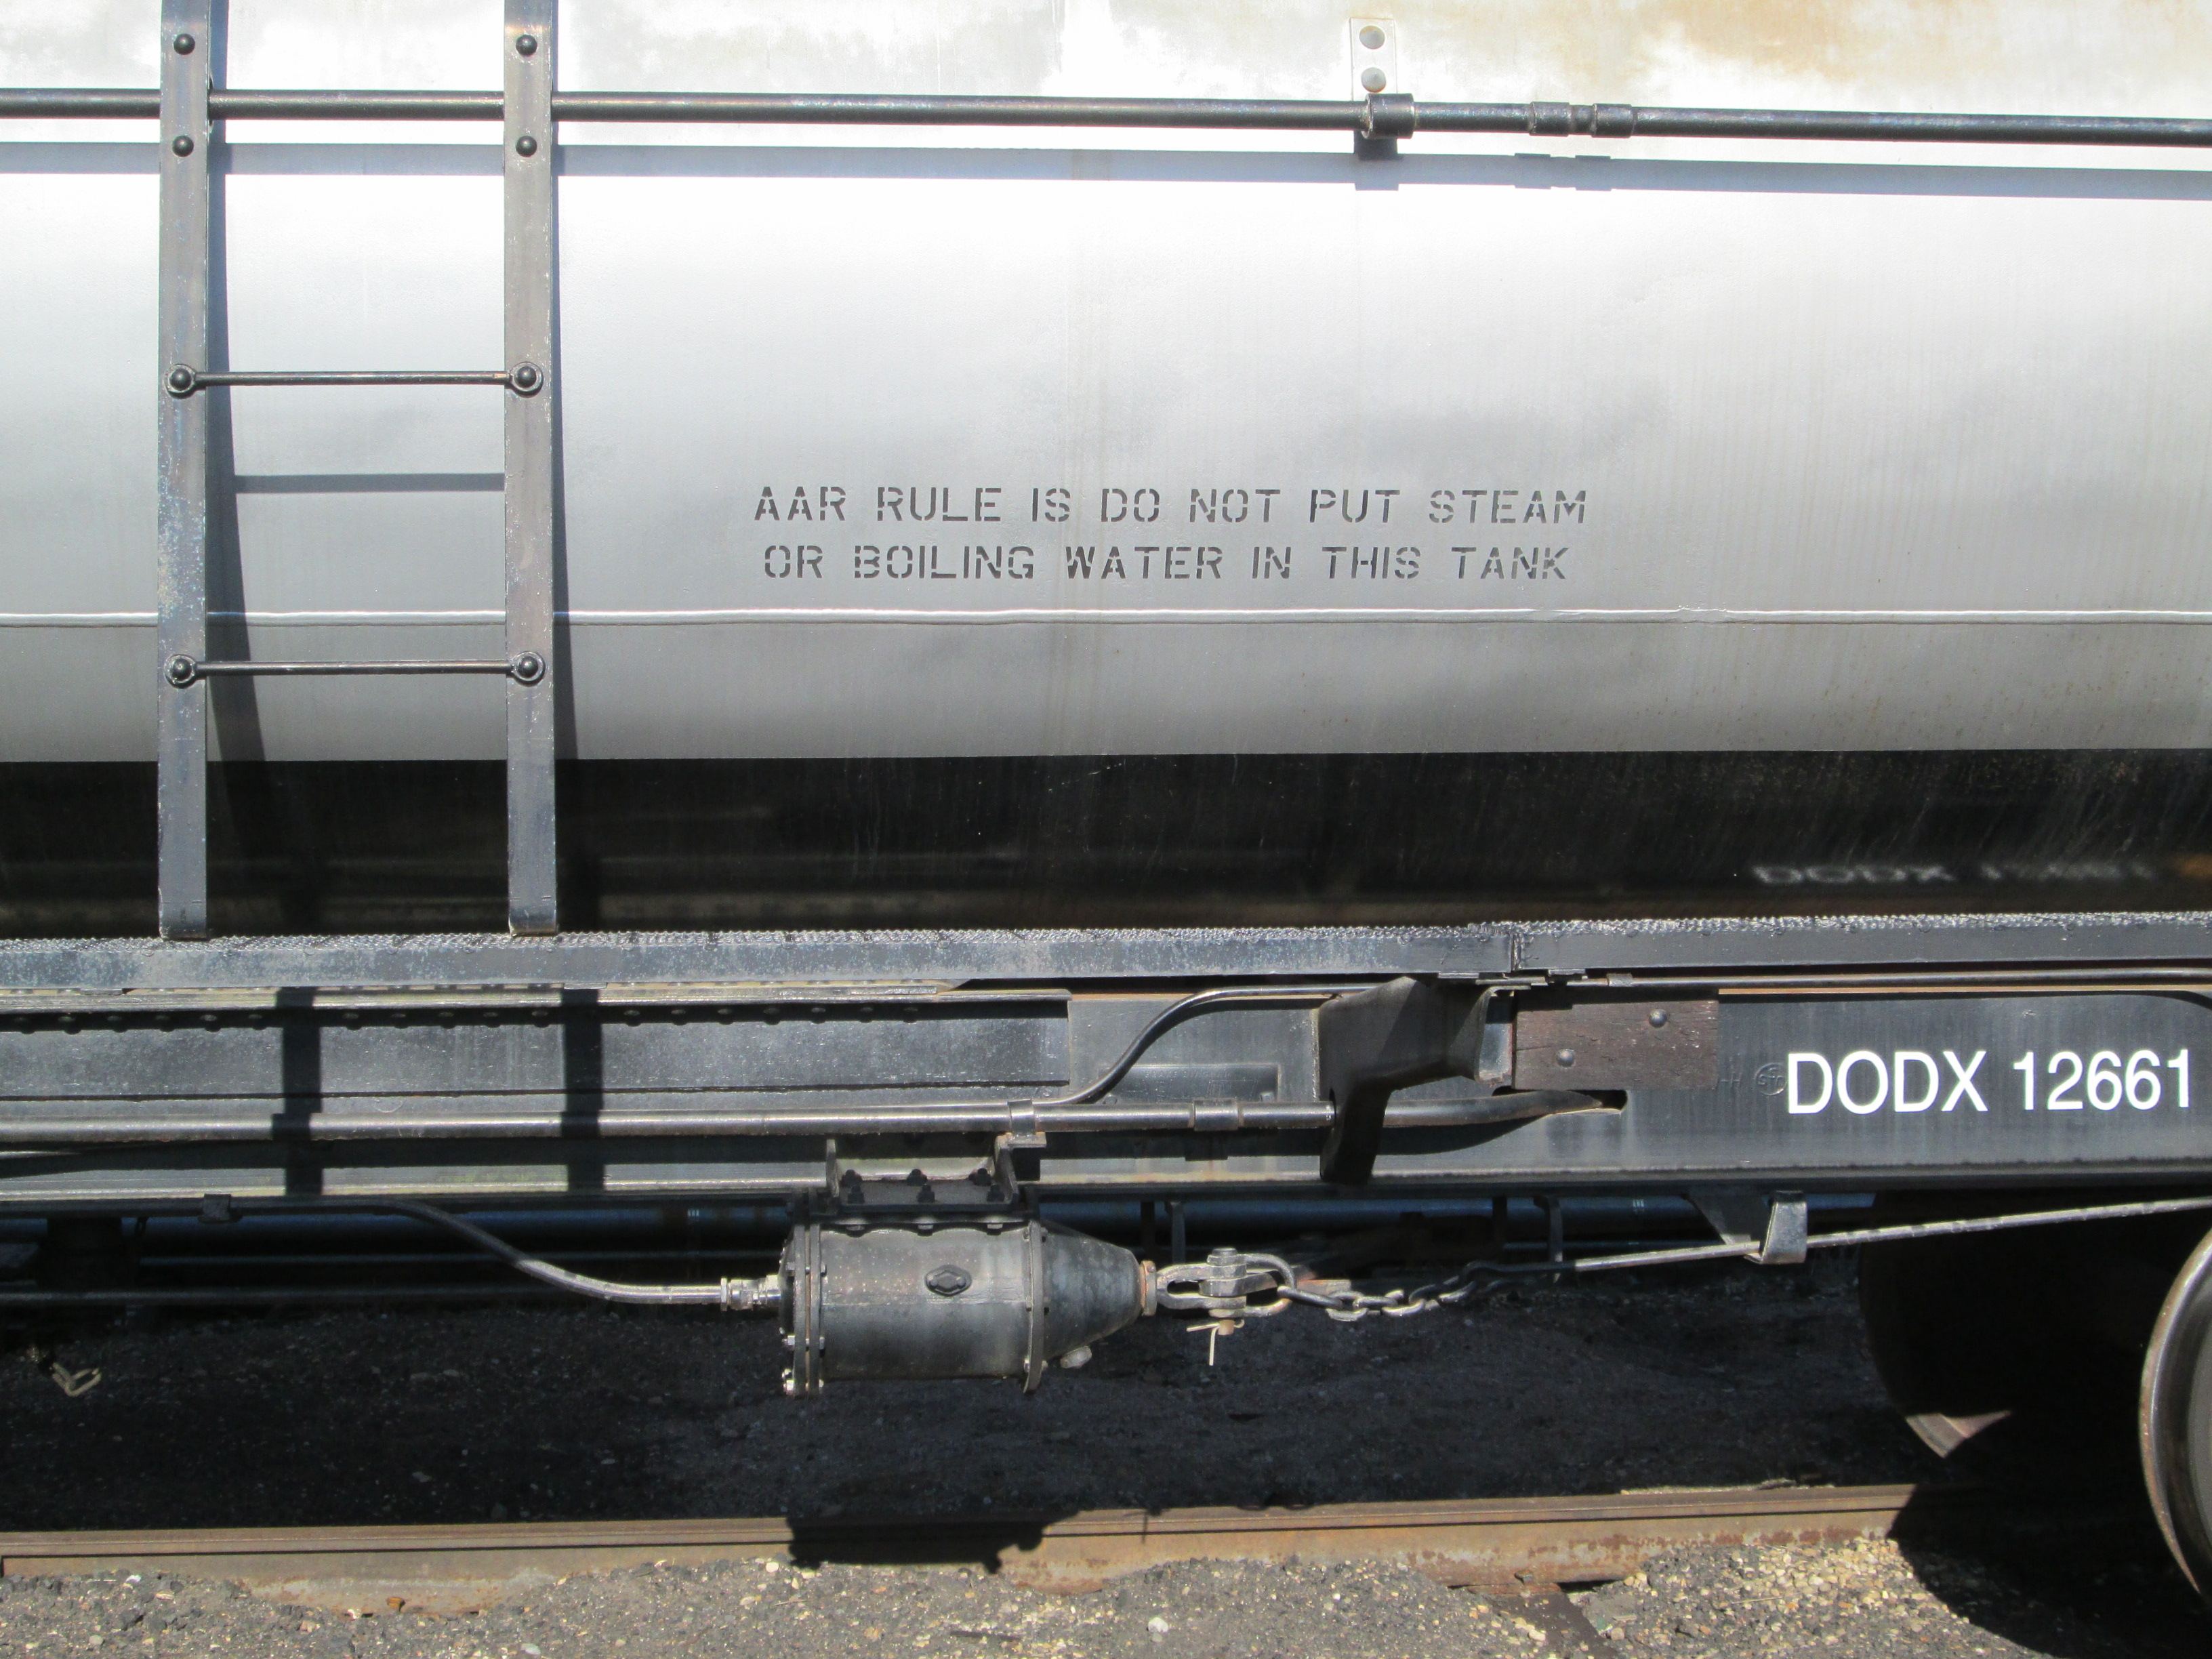 AAR RULE IS DO NOT PUT STEAM
OR BOILING WATER IN THIS TANK
DODX 12661